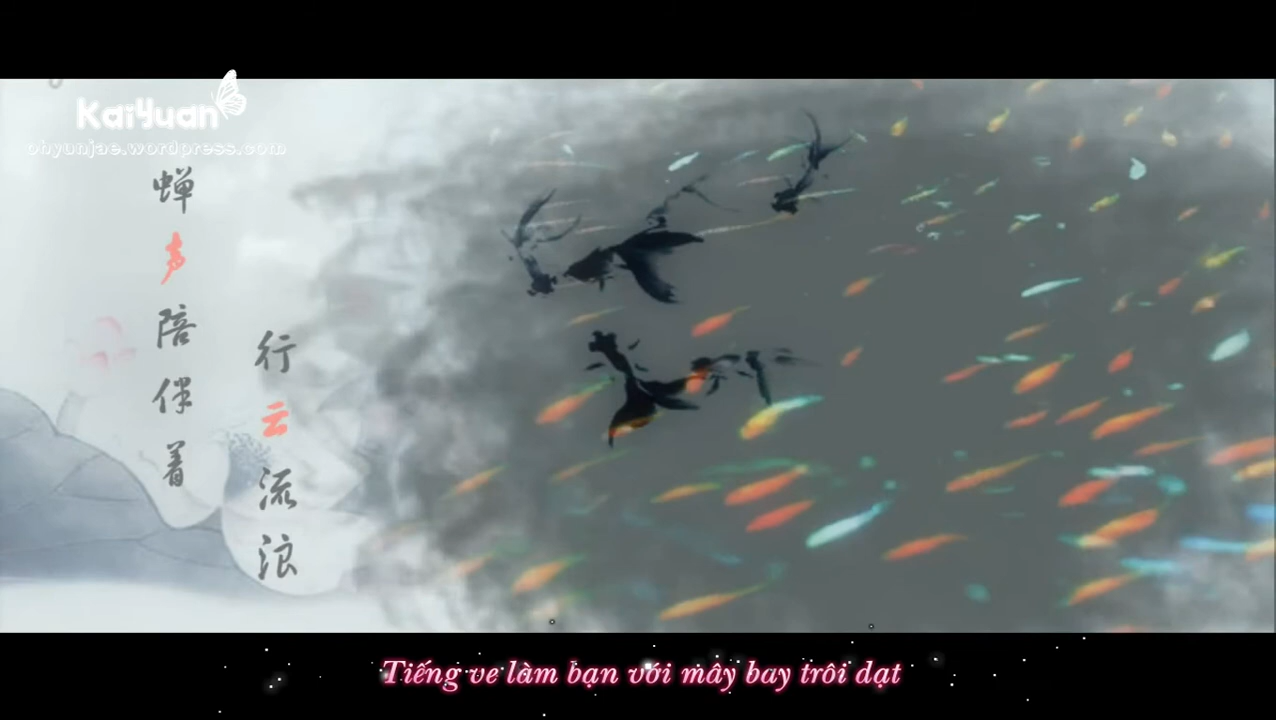 KaiYuan
ohyunjae.wordpress.com
蝉声陪伴着
行云流浪
Tiếng ve làm bạn với mây bay trôi dạt